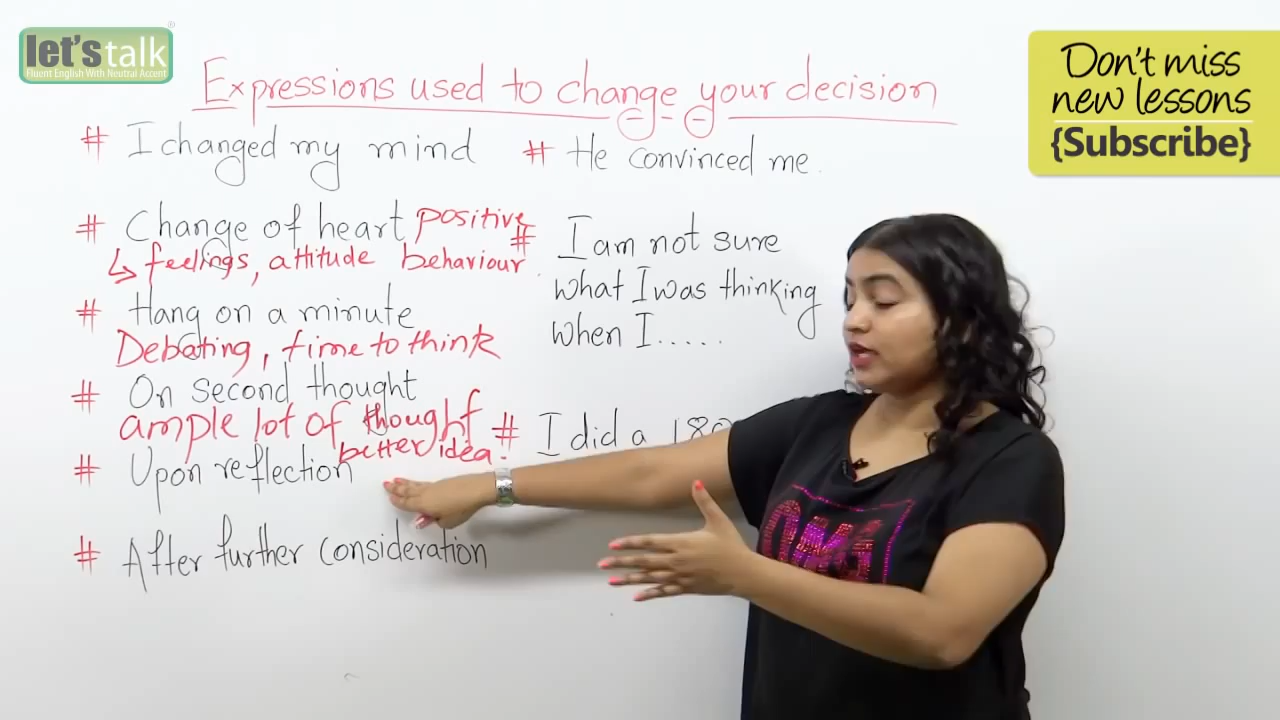 let's talk
®
Fluent English With Neutral Accent
Don't miss
new lessons
{Subscribe}
Expressions used to change your decision
# I changed my mind
# Change of heart positive
↳ feelings, attitude behaviour.
# Hang on a minute
Debating, time to think
# On second thought
ample lot of thought
better idea.
# Upon reflection
# After further consideration
# He convinced me.
# I am not sure
what I was thinking
when I.....
# I did a 180